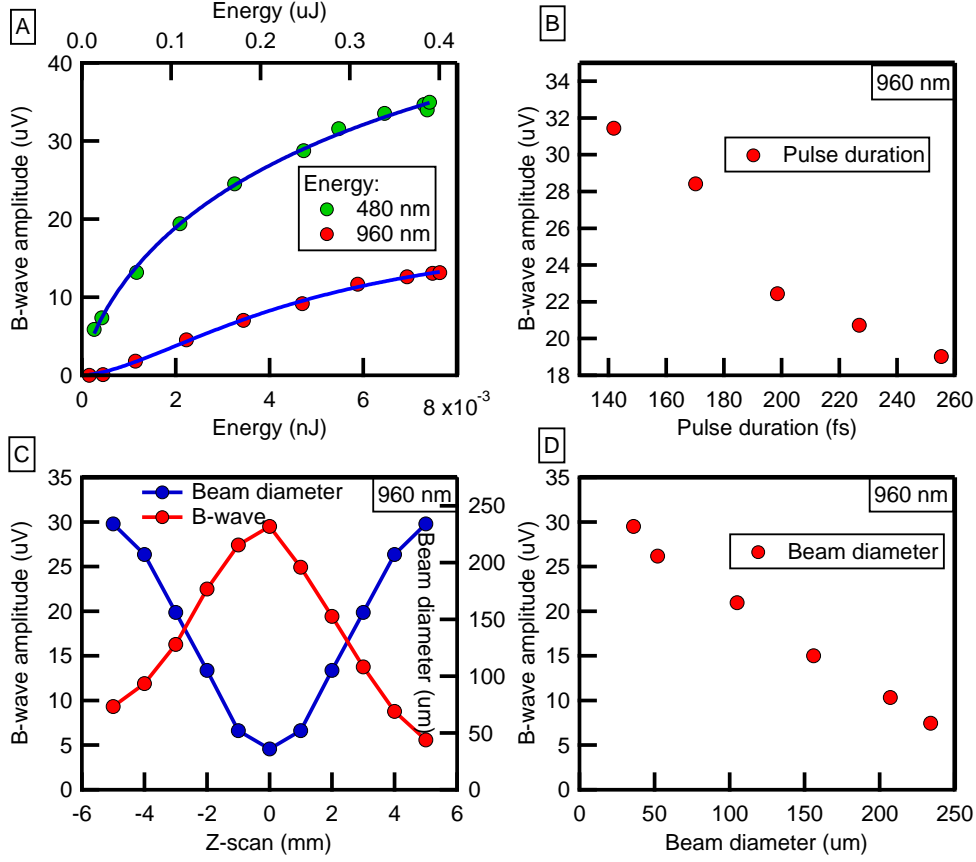 A
Energy (uJ)
0.0 0.1 0.2 0.3 0.4
40
30
20
10
0
B-wave amplitude (uV)
Energy:
480 nm
960 nm
0 2 4 6 8 x10⁻³
Energy (nJ)
B
960 nm
34
32
30
28
26
24
22
20
18
B-wave amplitude (uV)
Pulse duration
140 160 180 200 220 240 260
Pulse duration (fs)
C
Beam diameter
B-wave
960 nm
35
30
25
20
15
10
5
0
B-wave amplitude (uV)
250
200
150
100
50
0
Beam diameter (um)
-6 -4 -2 0 2 4 6
Z-scan (mm)
D
960 nm
35
30
25
20
15
10
5
0
B-wave amplitude (uV)
Beam diameter
0 50 100 150 200 250
Beam diameter (um)